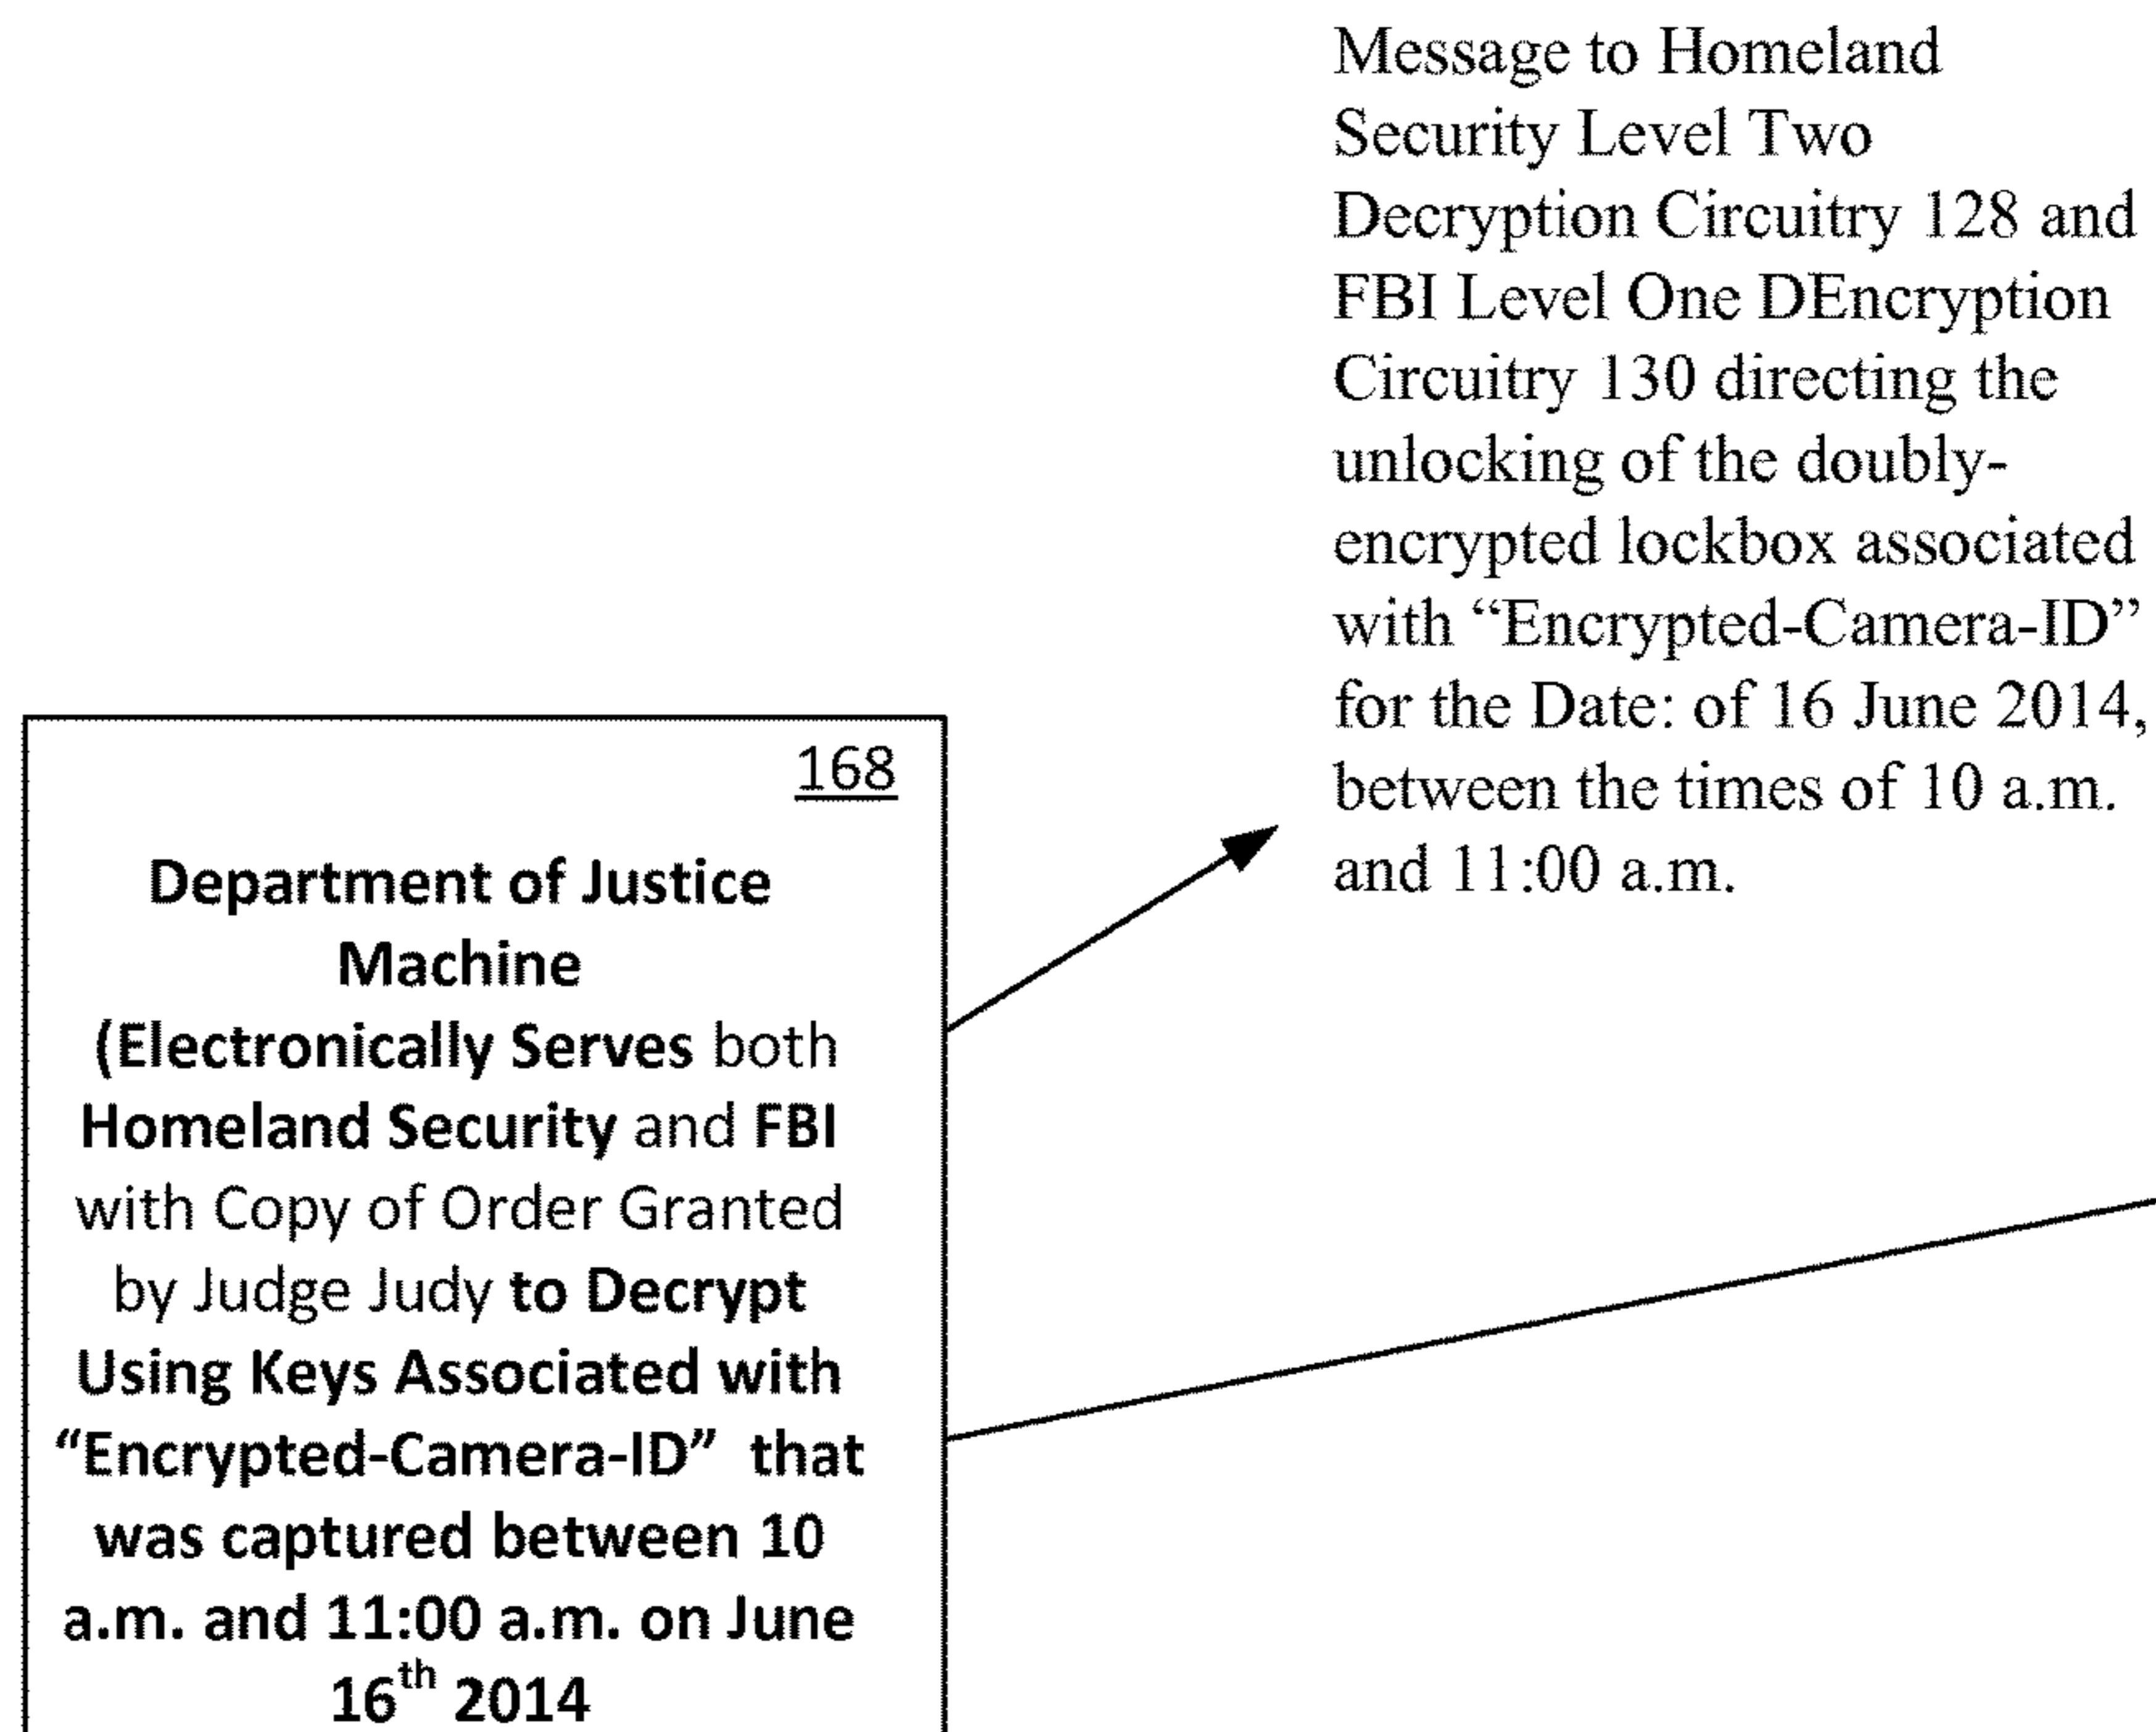 Message to Homeland
Security Level Two
Decryption Circuitry 128 and
FBI Level One DEncryption
Circuitry 130 directing the
unlocking of the doubly-
encrypted lockbox associated
with “Encrypted-Camera-ID”
for the Date: of 16 June 2014,
between the times of 10 a.m.
and 11:00 a.m.
168
Department of Justice
Machine
(Electronically Serves both
Homeland Security and FBI
with Copy of Order Granted
by Judge Judy to Decrypt
Using Keys Associated with
“Encrypted-Camera-ID” that
was captured between 10
a.m. and 11:00 a.m. on June
16th 2014